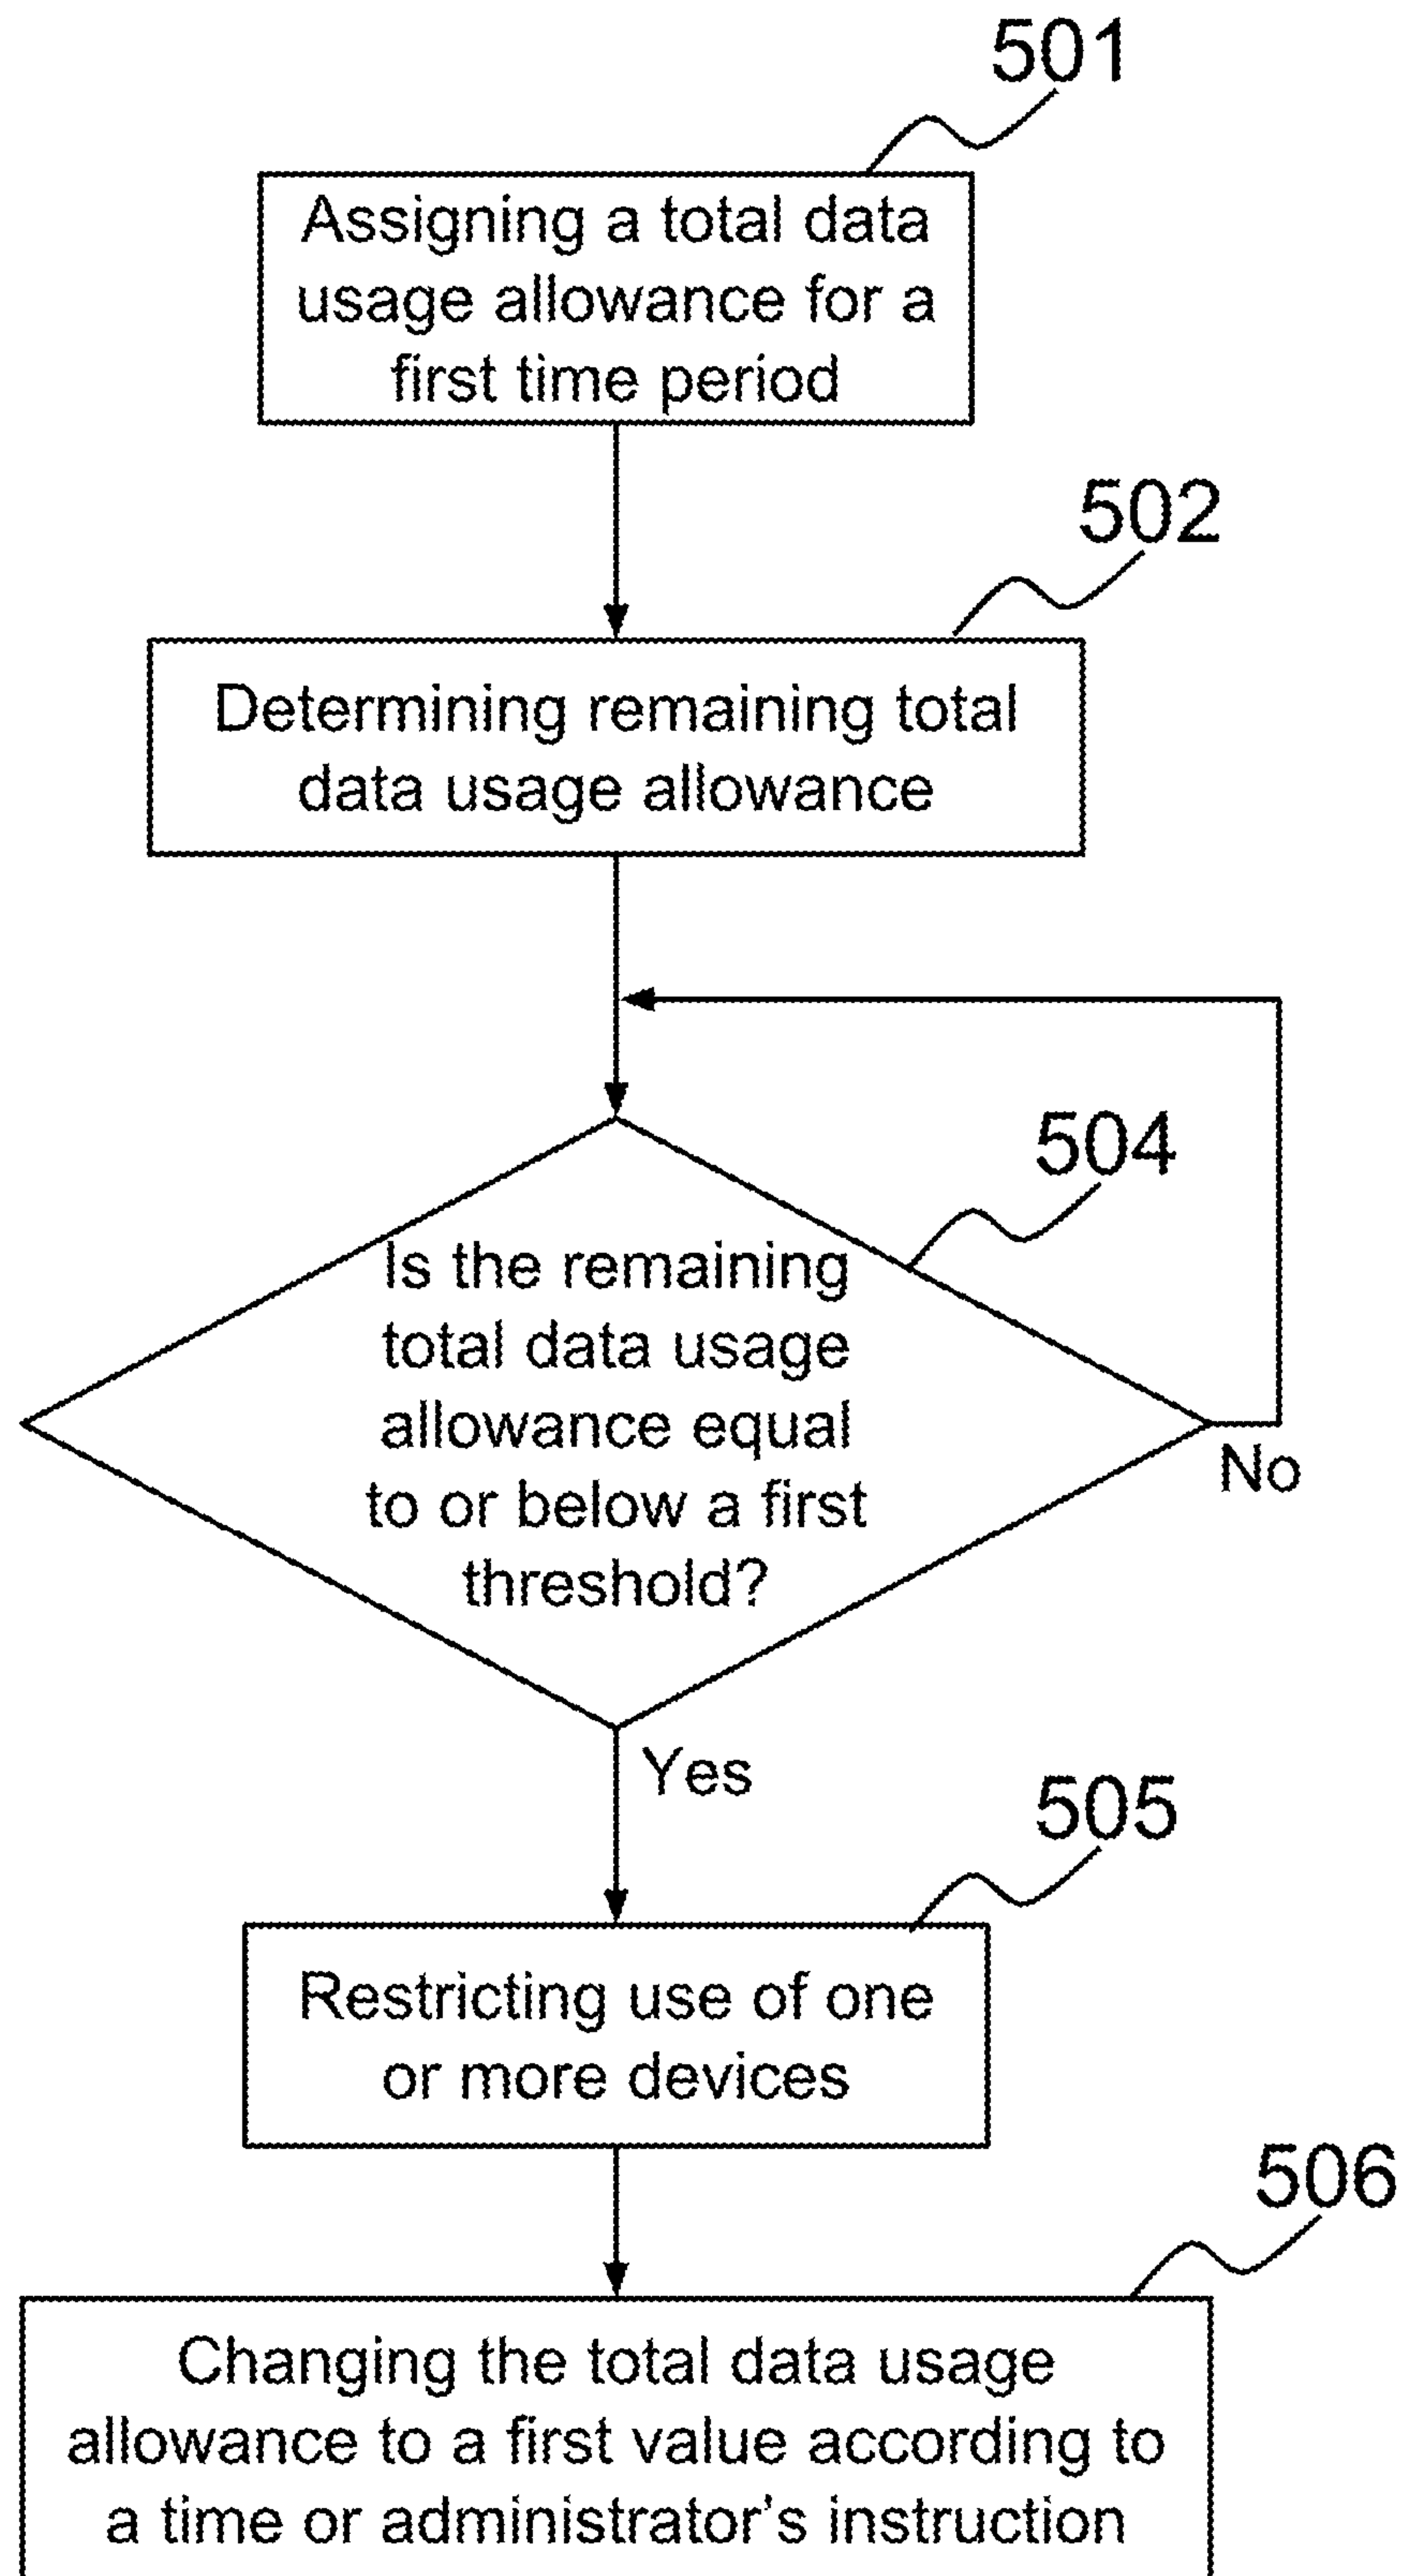 501
Assigning a total data
usage allowance for a
first time period
502
Determining remaining total
data usage allowance
504
Is the remaining
total data usage
allowance equal
to or below a first
threshold?
No
Yes
505
Restricting use of one
or more devices
506
Changing the total data usage
allowance to a first value according to
a time or administrator's instruction